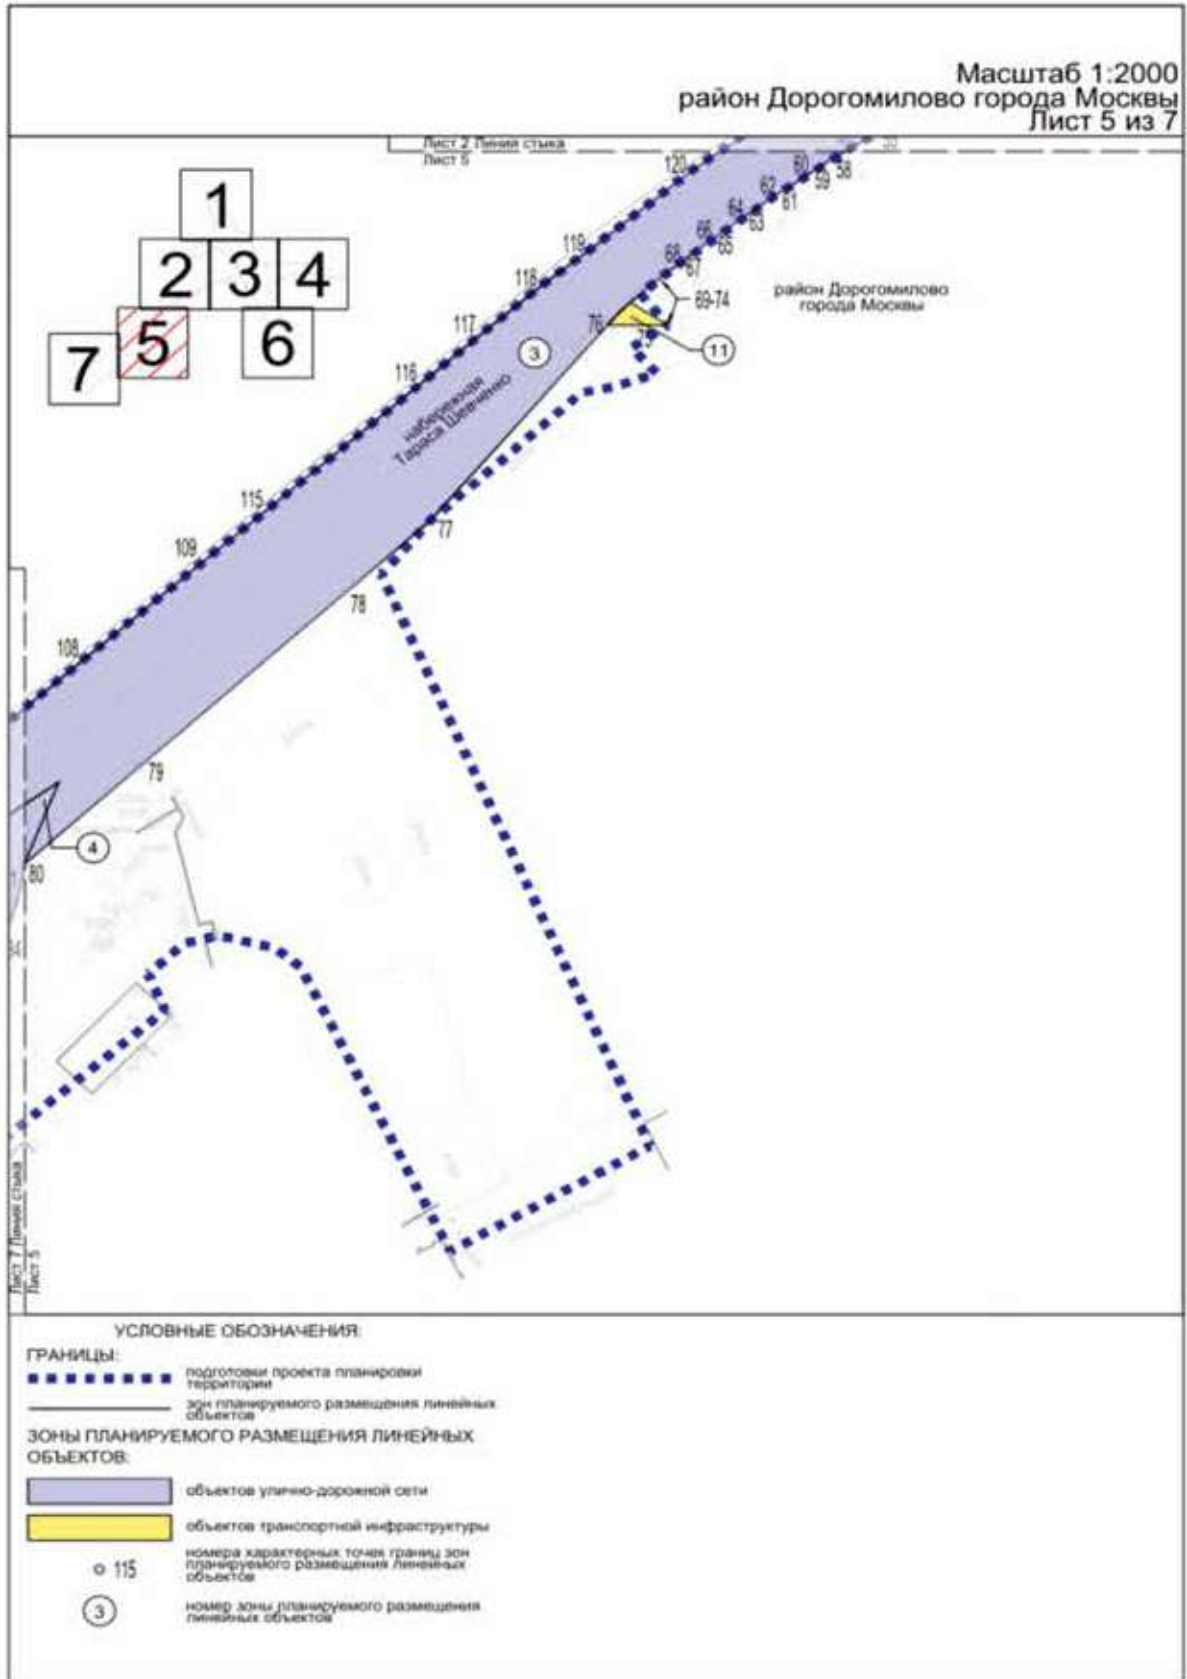 Масштаб 1:2000
район Дорогомилово города Москвы
Лист 5 из 7
Лист 2 Линия стыка
Лист 5
1
2 3 4
5 6
7
120
60
58
59
62
61
64
63
66
65
68
67
119
118
69-74
район Дорогомилово
города Москвы
117
76
75
3
11
116
набережная
Тараса Шевченко
115
77
109
78
108
79
4
80
Лист 7 Линия стыка
Лист 5
УСЛОВНЫЕ ОБОЗНАЧЕНИЯ:
ГРАНИЦЫ:
подготовки проекта планировки
территории
зон планируемого размещения линейных
объектов
ЗОНЫ ПЛАНИРУЕМОГО РАЗМЕЩЕНИЯ ЛИНЕЙНЫХ
ОБЪЕКТОВ:
объектов улично-дорожной сети
объектов транспортной инфраструктуры
115
номера характерных точек границ зон
планируемого размещения линейных
объектов
3
номер зоны планируемого размещения
линейных объектов